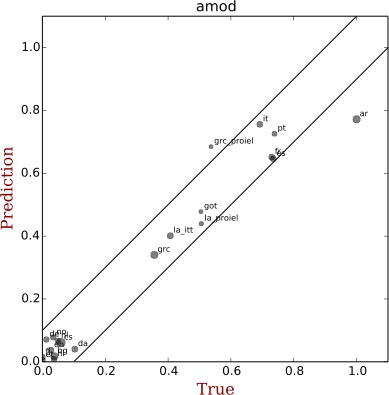 amod
1.0
0.8
0.6
0.4
0.2
0.0
it
pt
ar
grc_proiel
fr
es
got
la_proiel
la_itt
grc
no
da
0.0
0.2
0.4
0.6
0.8
1.0
True
Prediction